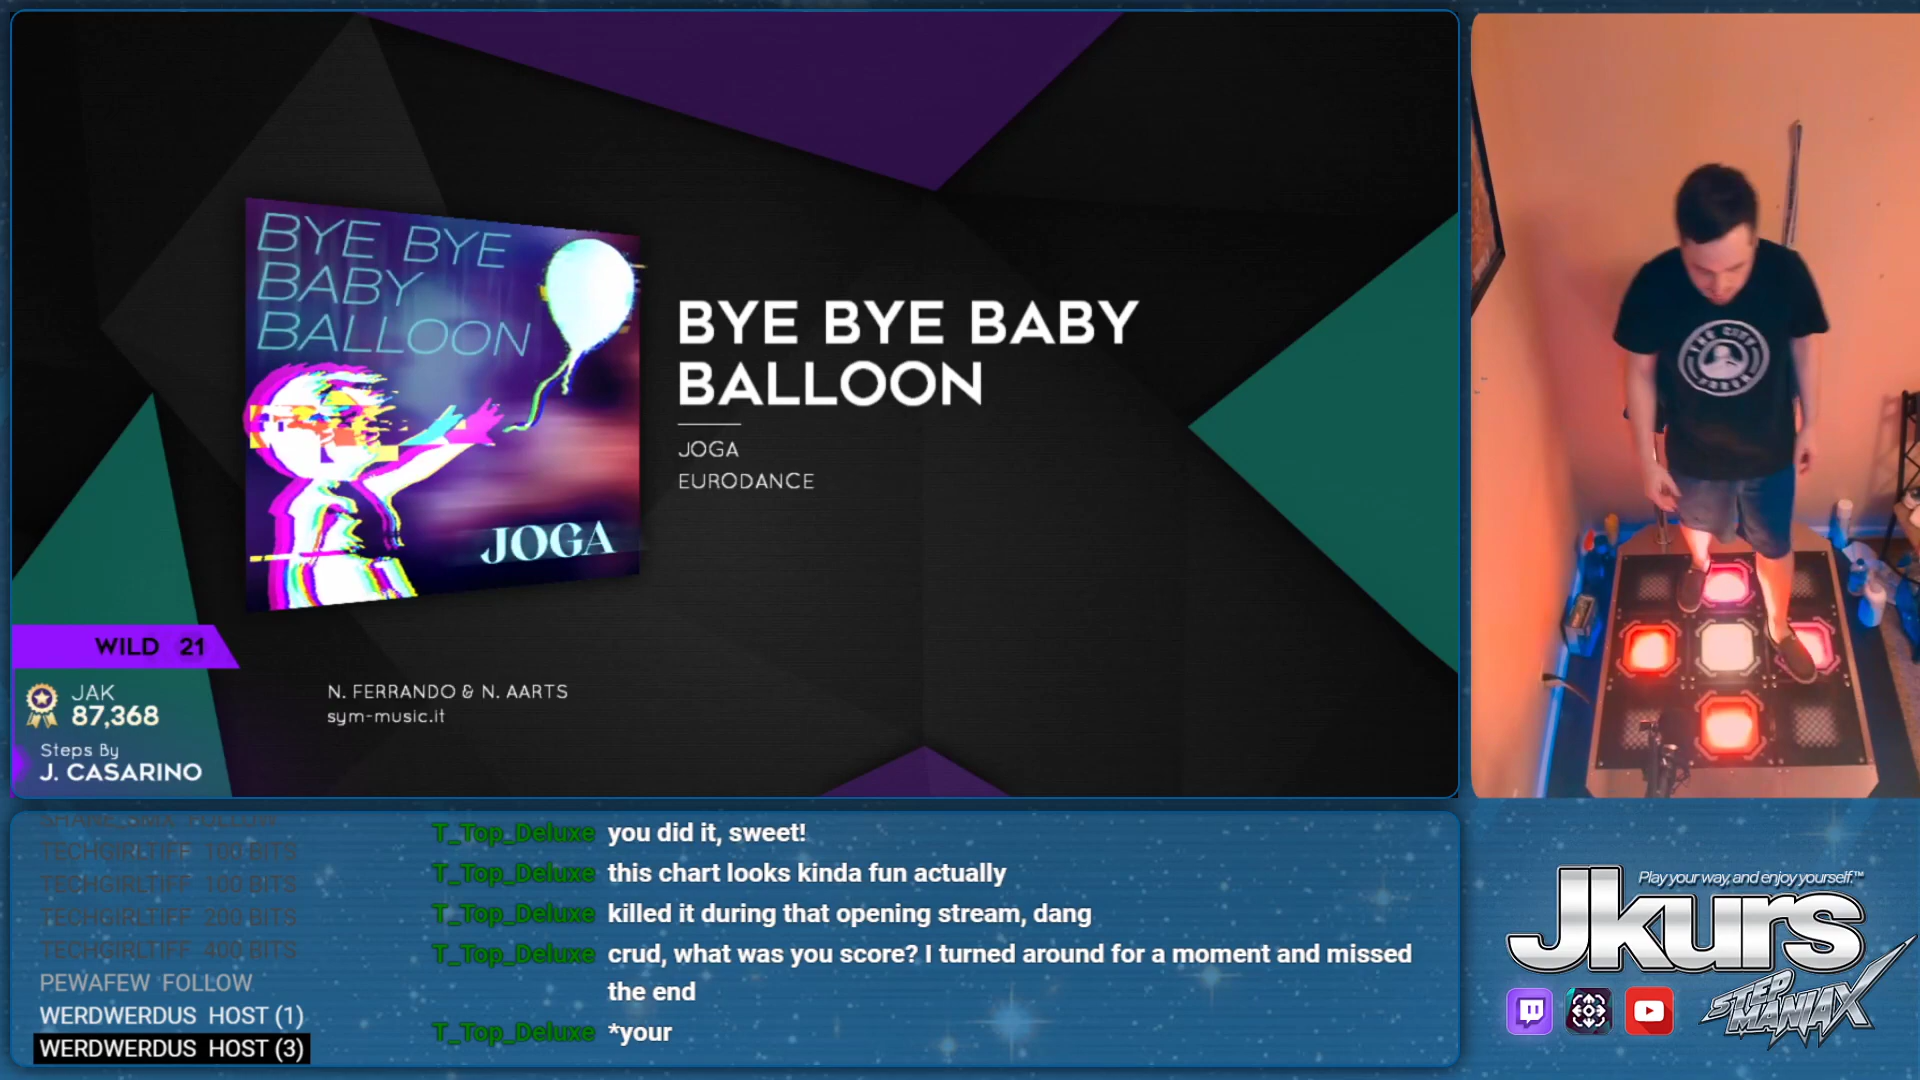 BYE BYE
BABY
BALLOON
JOGA
BYE BYE BABY
BALLOON
JOGA
EURODANCE
WILD 21
JAK
87,368
Steps By
J. CASARINO
N. FERRANDO & N. AARTS
sym-music.it
TECHGIRLTIFF 100 BITS
TECHGIRLTIFF 100 BITS
TECHGIRLTIFF 200 BITS
TECHGIRLTIFF 400 BITS
PEWAFEW FOLLOW
WERDWERDUS HOST (1)
WERDWERDUS HOST (3)
T_Top_Deluxe you did it, sweet!
T_Top_Deluxe this chart looks kinda fun actually
T_Top_Deluxe killed it during that opening stream, dang
T_Top_Deluxe crud, what was you score? I turned around for a moment and missed
the end
T_Top_Deluxe *your
Play your way, and enjoy yourself.™
Jkurs
STEP
MANIAX